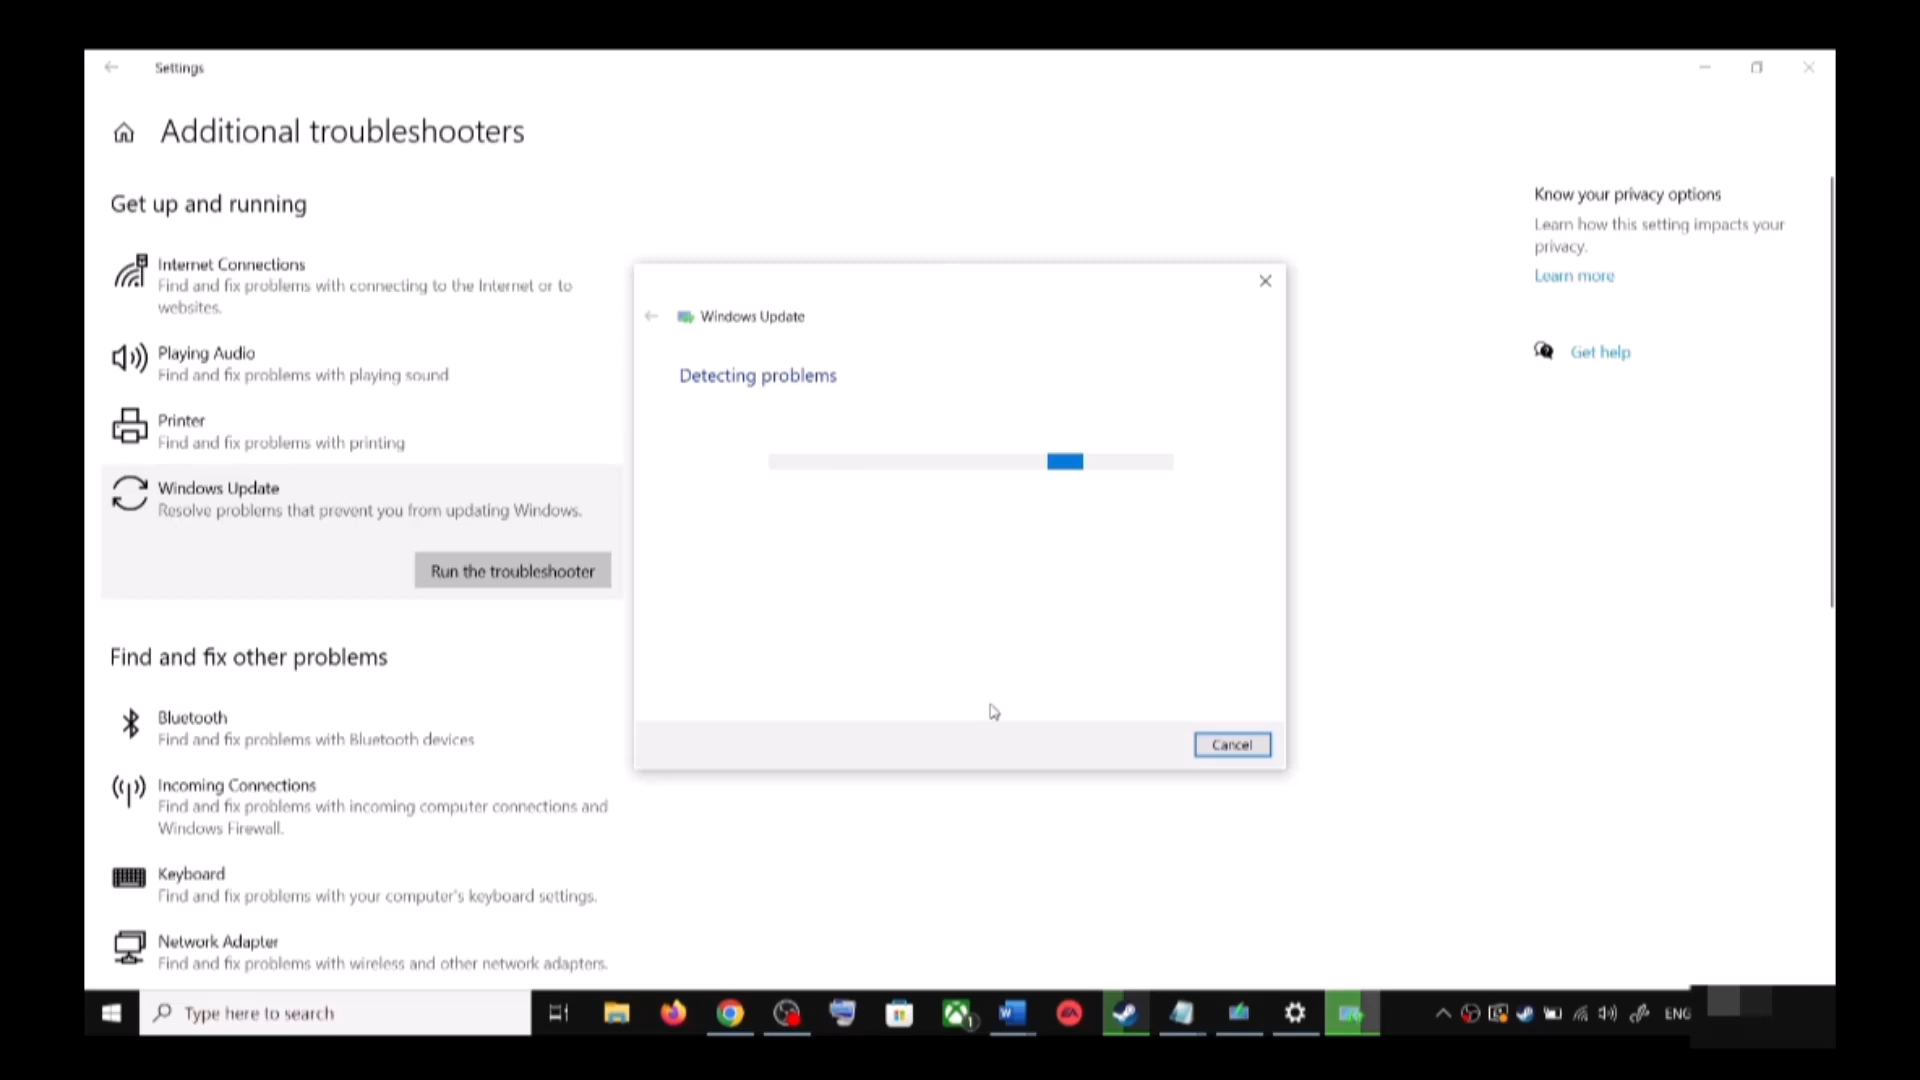 Settings
Additional troubleshooters
Get up and running
Internet Connections
Find and fix problems with connecting to the Internet or to
websites.
Playing Audio
Find and fix problems with playing sound
Printer
Find and fix problems with printing
Windows Update
Resolve problems that prevent you from updating Windows.
Run the troubleshooter
Find and fix other problems
Bluetooth
Find and fix problems with Bluetooth devices
Incoming Connections
Find and fix problems with incoming computer connections and
Windows Firewall.
Keyboard
Find and fix problems with your computer's keyboard settings.
Network Adapter
Find and fix problems with wireless and other network adapters.
Windows Update
Detecting problems
Cancel
Know your privacy options
Learn how this setting impacts your
privacy.
Learn more
Get help
Type here to search
W
EA
1
ENG